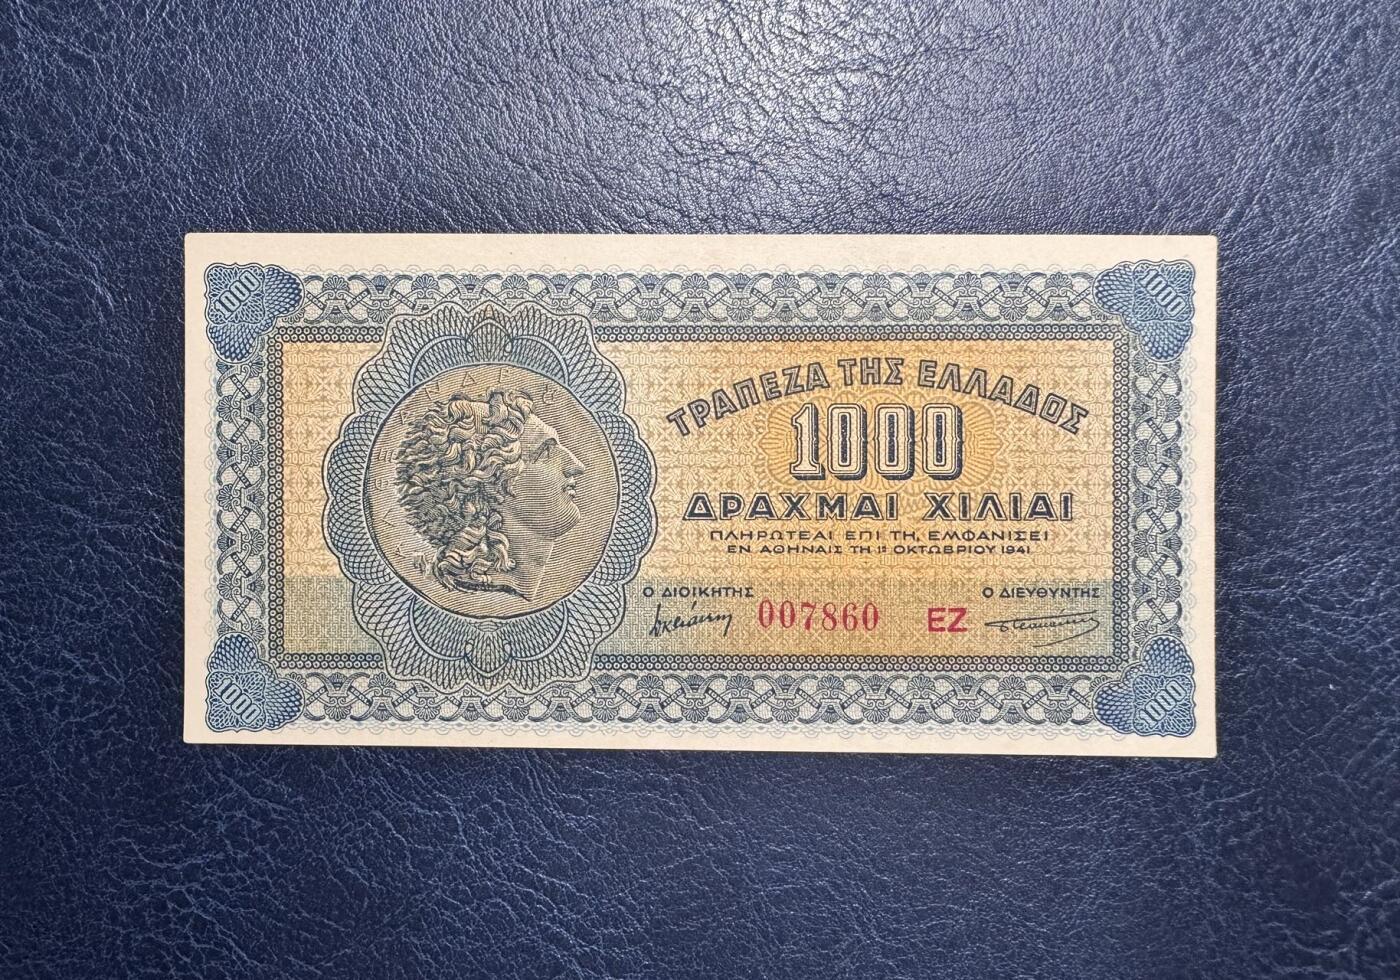 1000
1000
ΤΡΑΠΕΖΑ ΤΗΣ ΕΛΛΑΔΟΣ
1000
ΔΡΑΧΜΑΙ ΧΙΛΙΑΙ
ΠΛΗΡΩΤΕΑΙ ΕΠΙ ΤΗ, ΕΜΦΑΝΙΣΕΙ
ΕΝ ΑΘΗΝΑΙΣ ΤΗ 1ῃ ΟΚΤΩΒΡΙΟΥ 1941
Ο ΔΙΟΙΚΗΤΗΣ
Ο ΔΙΕΥΘΥΝΤΗΣ
007860 ΕΖ
1000
1000